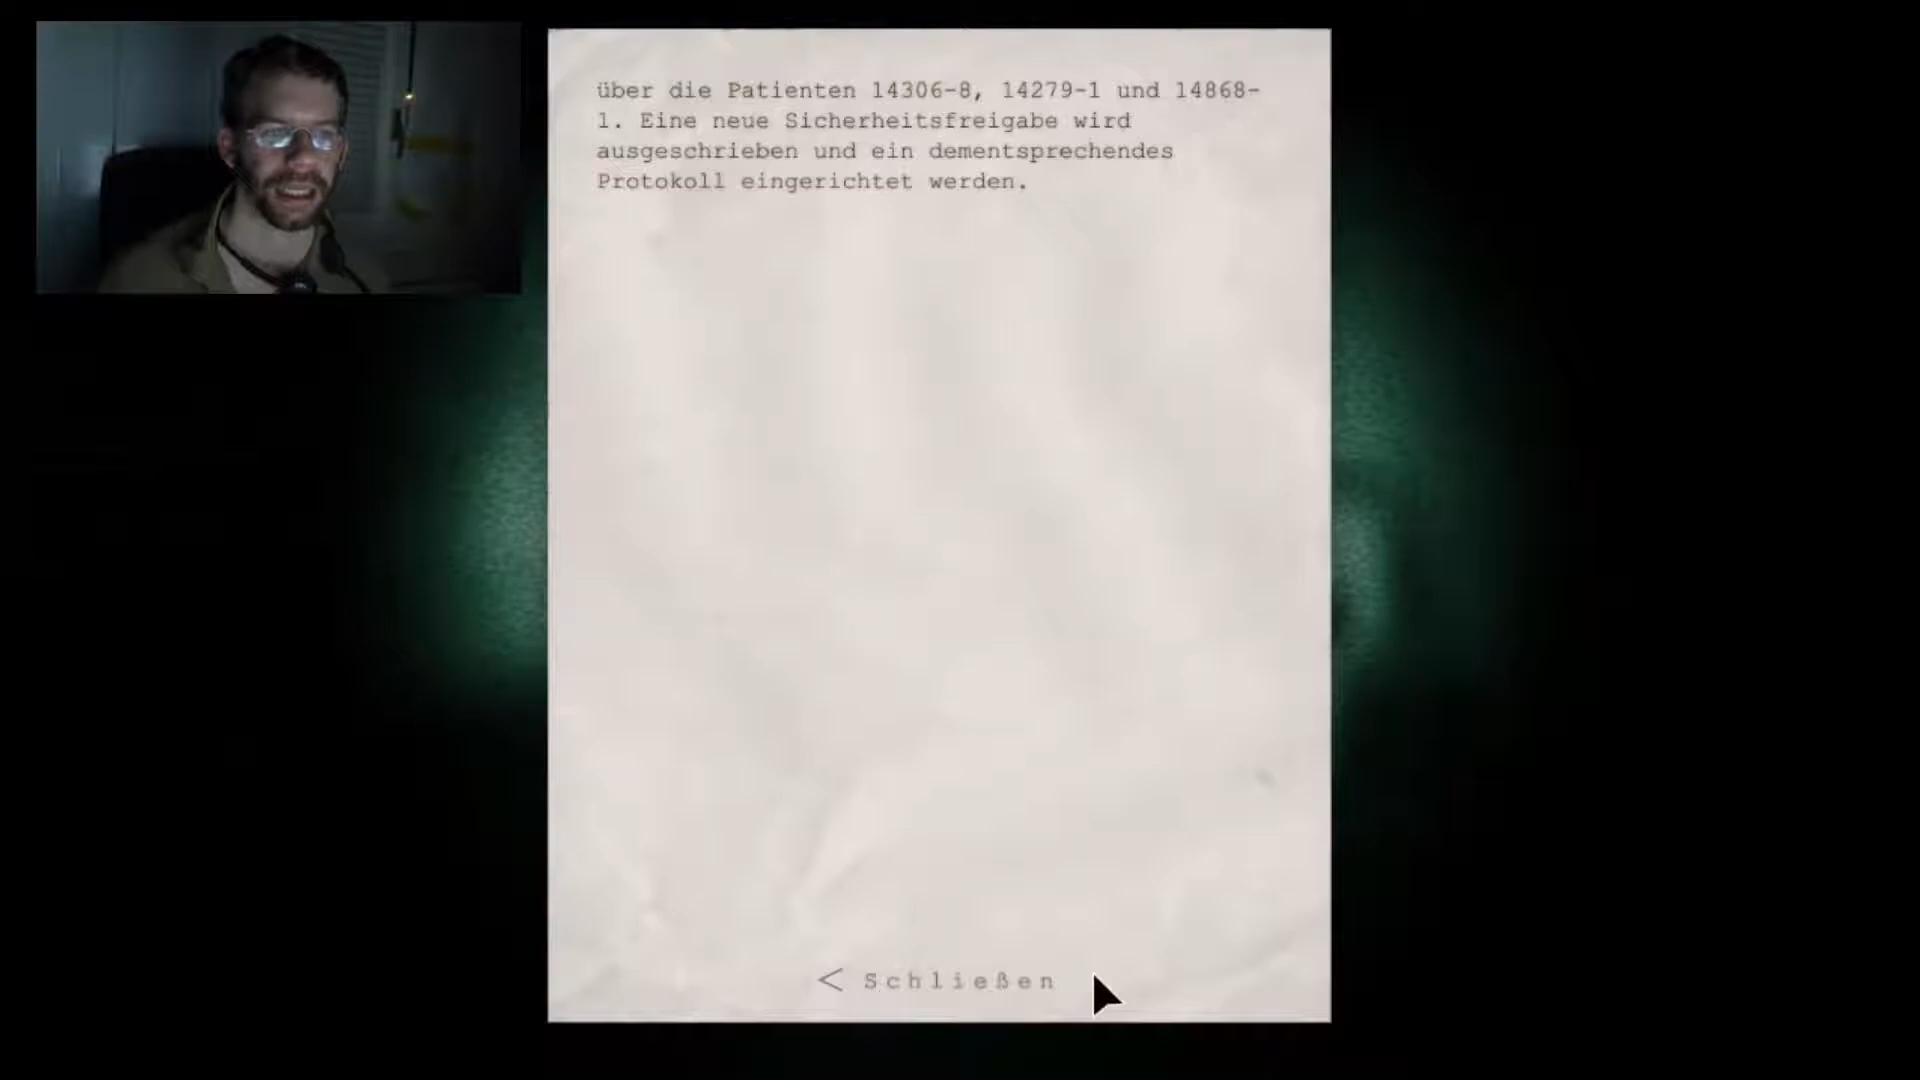 über die Patienten 14306-8, 14279-1 und 14868-
1. Eine neue Sicherheitsfreigabe wird
ausgeschrieben und ein dementsprechendes
Protokoll eingerichtet werden.
< Schließen